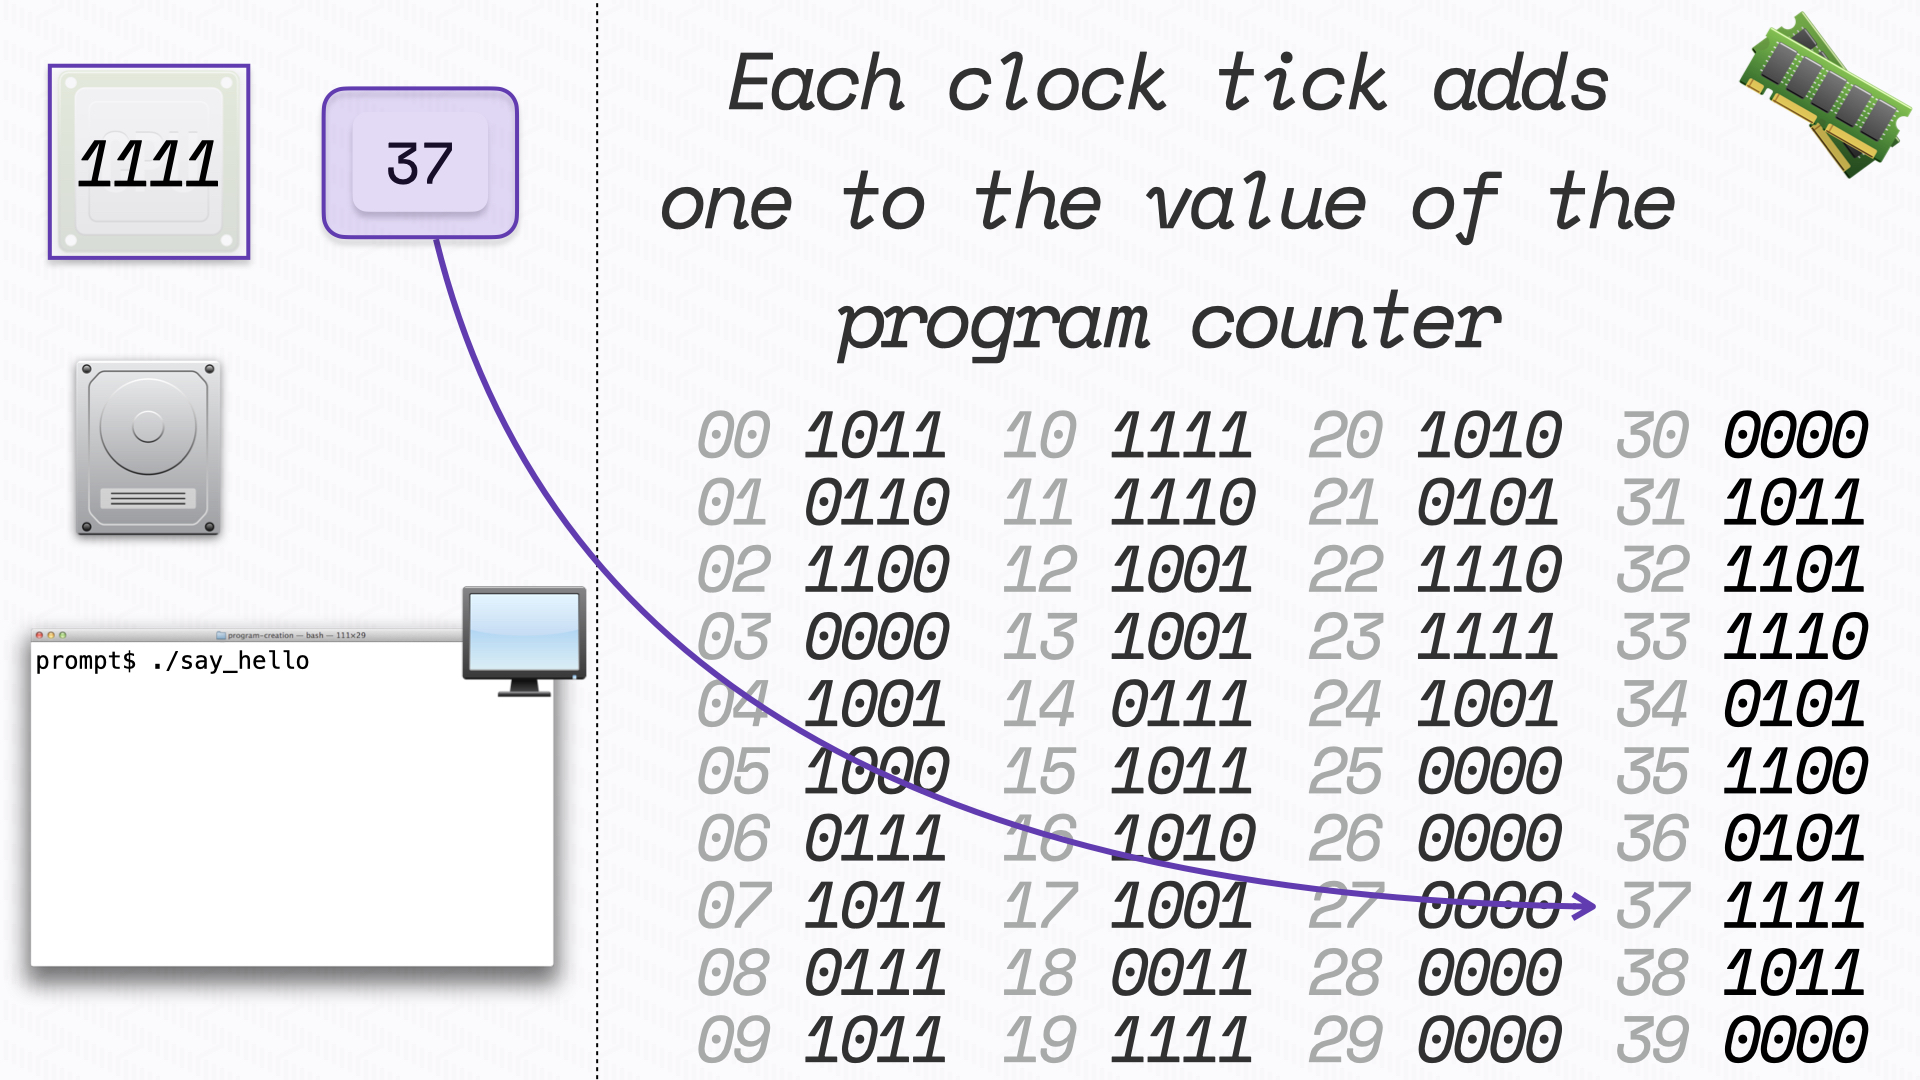 Each clock tick adds
one to the value of the
program counter
1111
37
program-creation — bash — 111×29
prompt$ ./say_hello
00 1011 10 1111 20 1010 30 0000
01 0110 11 1110 21 0101 31 1011
02 1100 12 1001 22 1110 32 1101
03 0000 13 1001 23 1111 33 1110
04 1001 14 0111 24 1001 34 0101
05 1000 15 1011 25 0000 35 1100
06 0111 16 1010 26 0000 36 0101
07 1011 17 1001 27 0000 37 1111
08 0111 18 0011 28 0000 38 1011
09 1011 19 1111 29 0000 39 0000